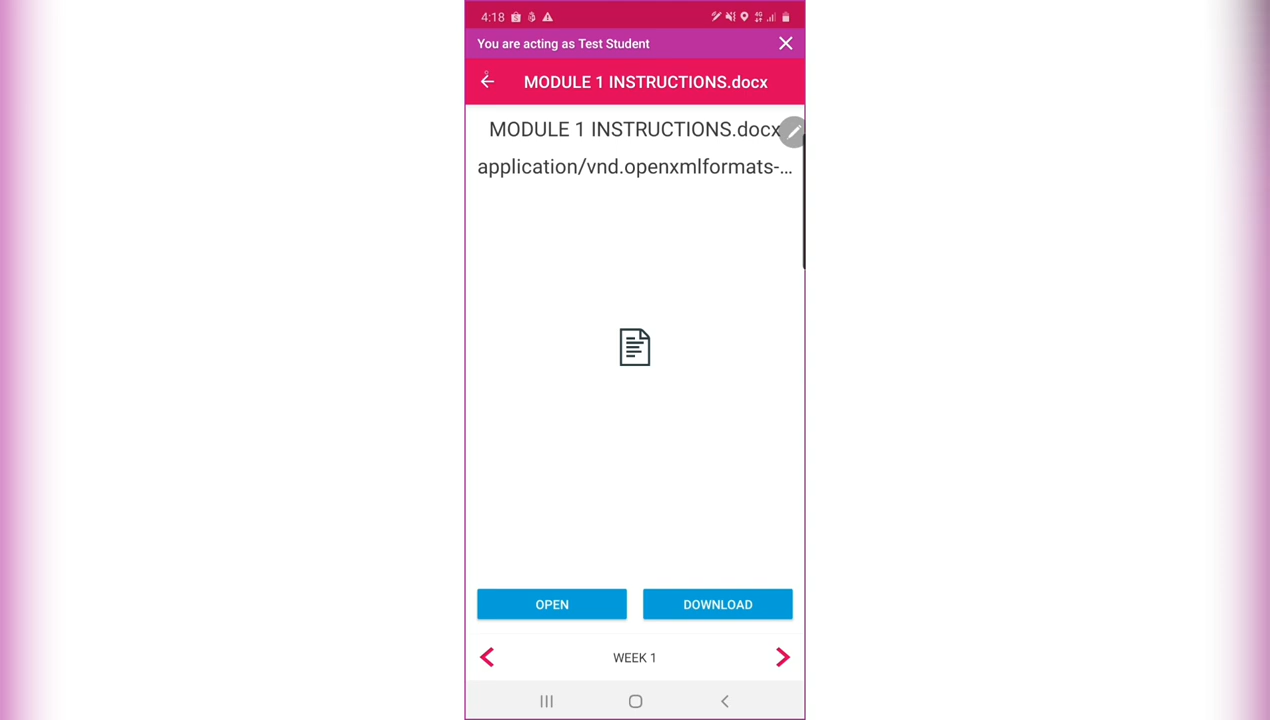 4:18
You are acting as Test Student
MODULE 1 INSTRUCTIONS.docx
MODULE 1 INSTRUCTIONS.docx
application/vnd.openxmlformats-...
OPEN DOWNLOAD
WEEK 1